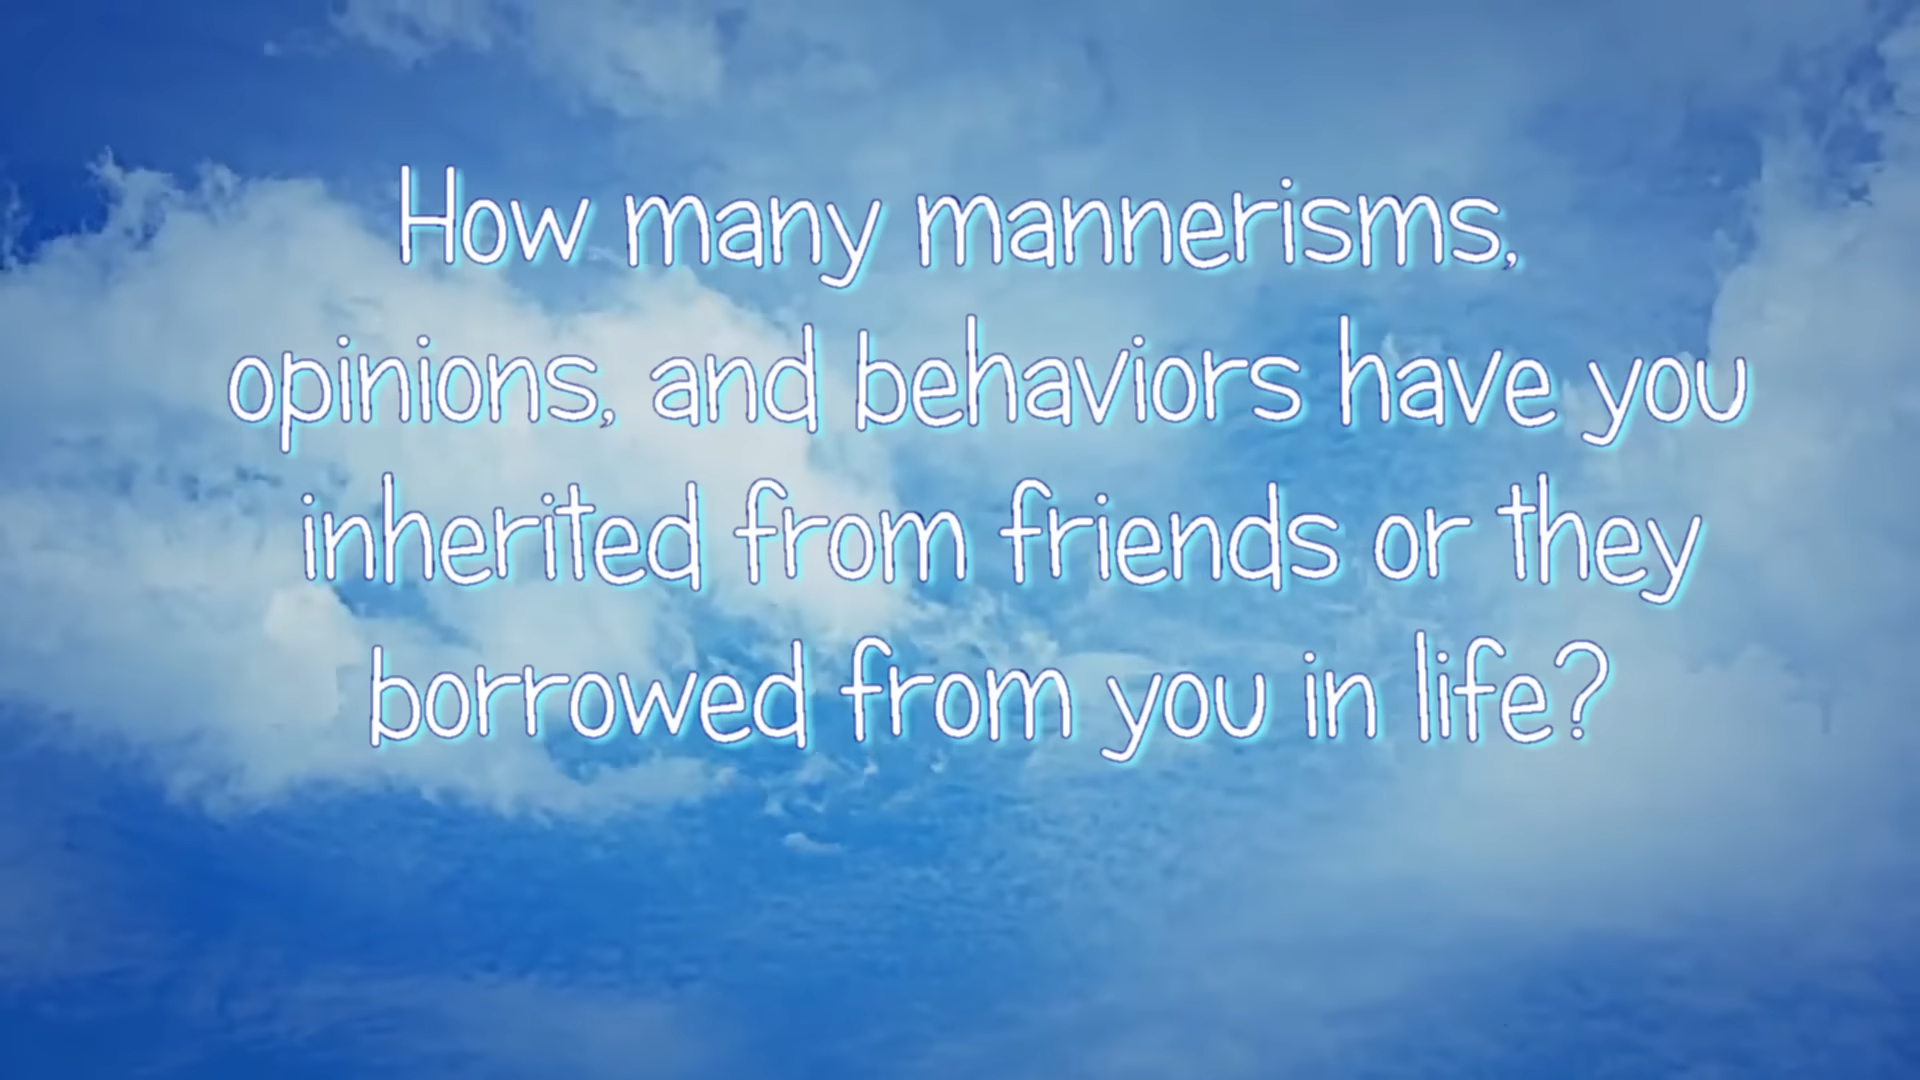 How many mannerisms,
opinions, and behaviors have you
inherited from friends or they
borrowed from you in life?